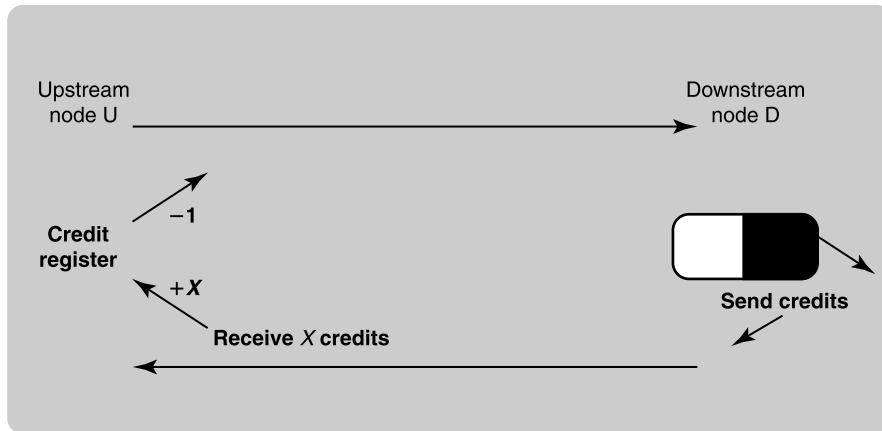 Upstream
node U
Downstream
node D
−1
Credit
register
+X
Send credits
Receive X credits